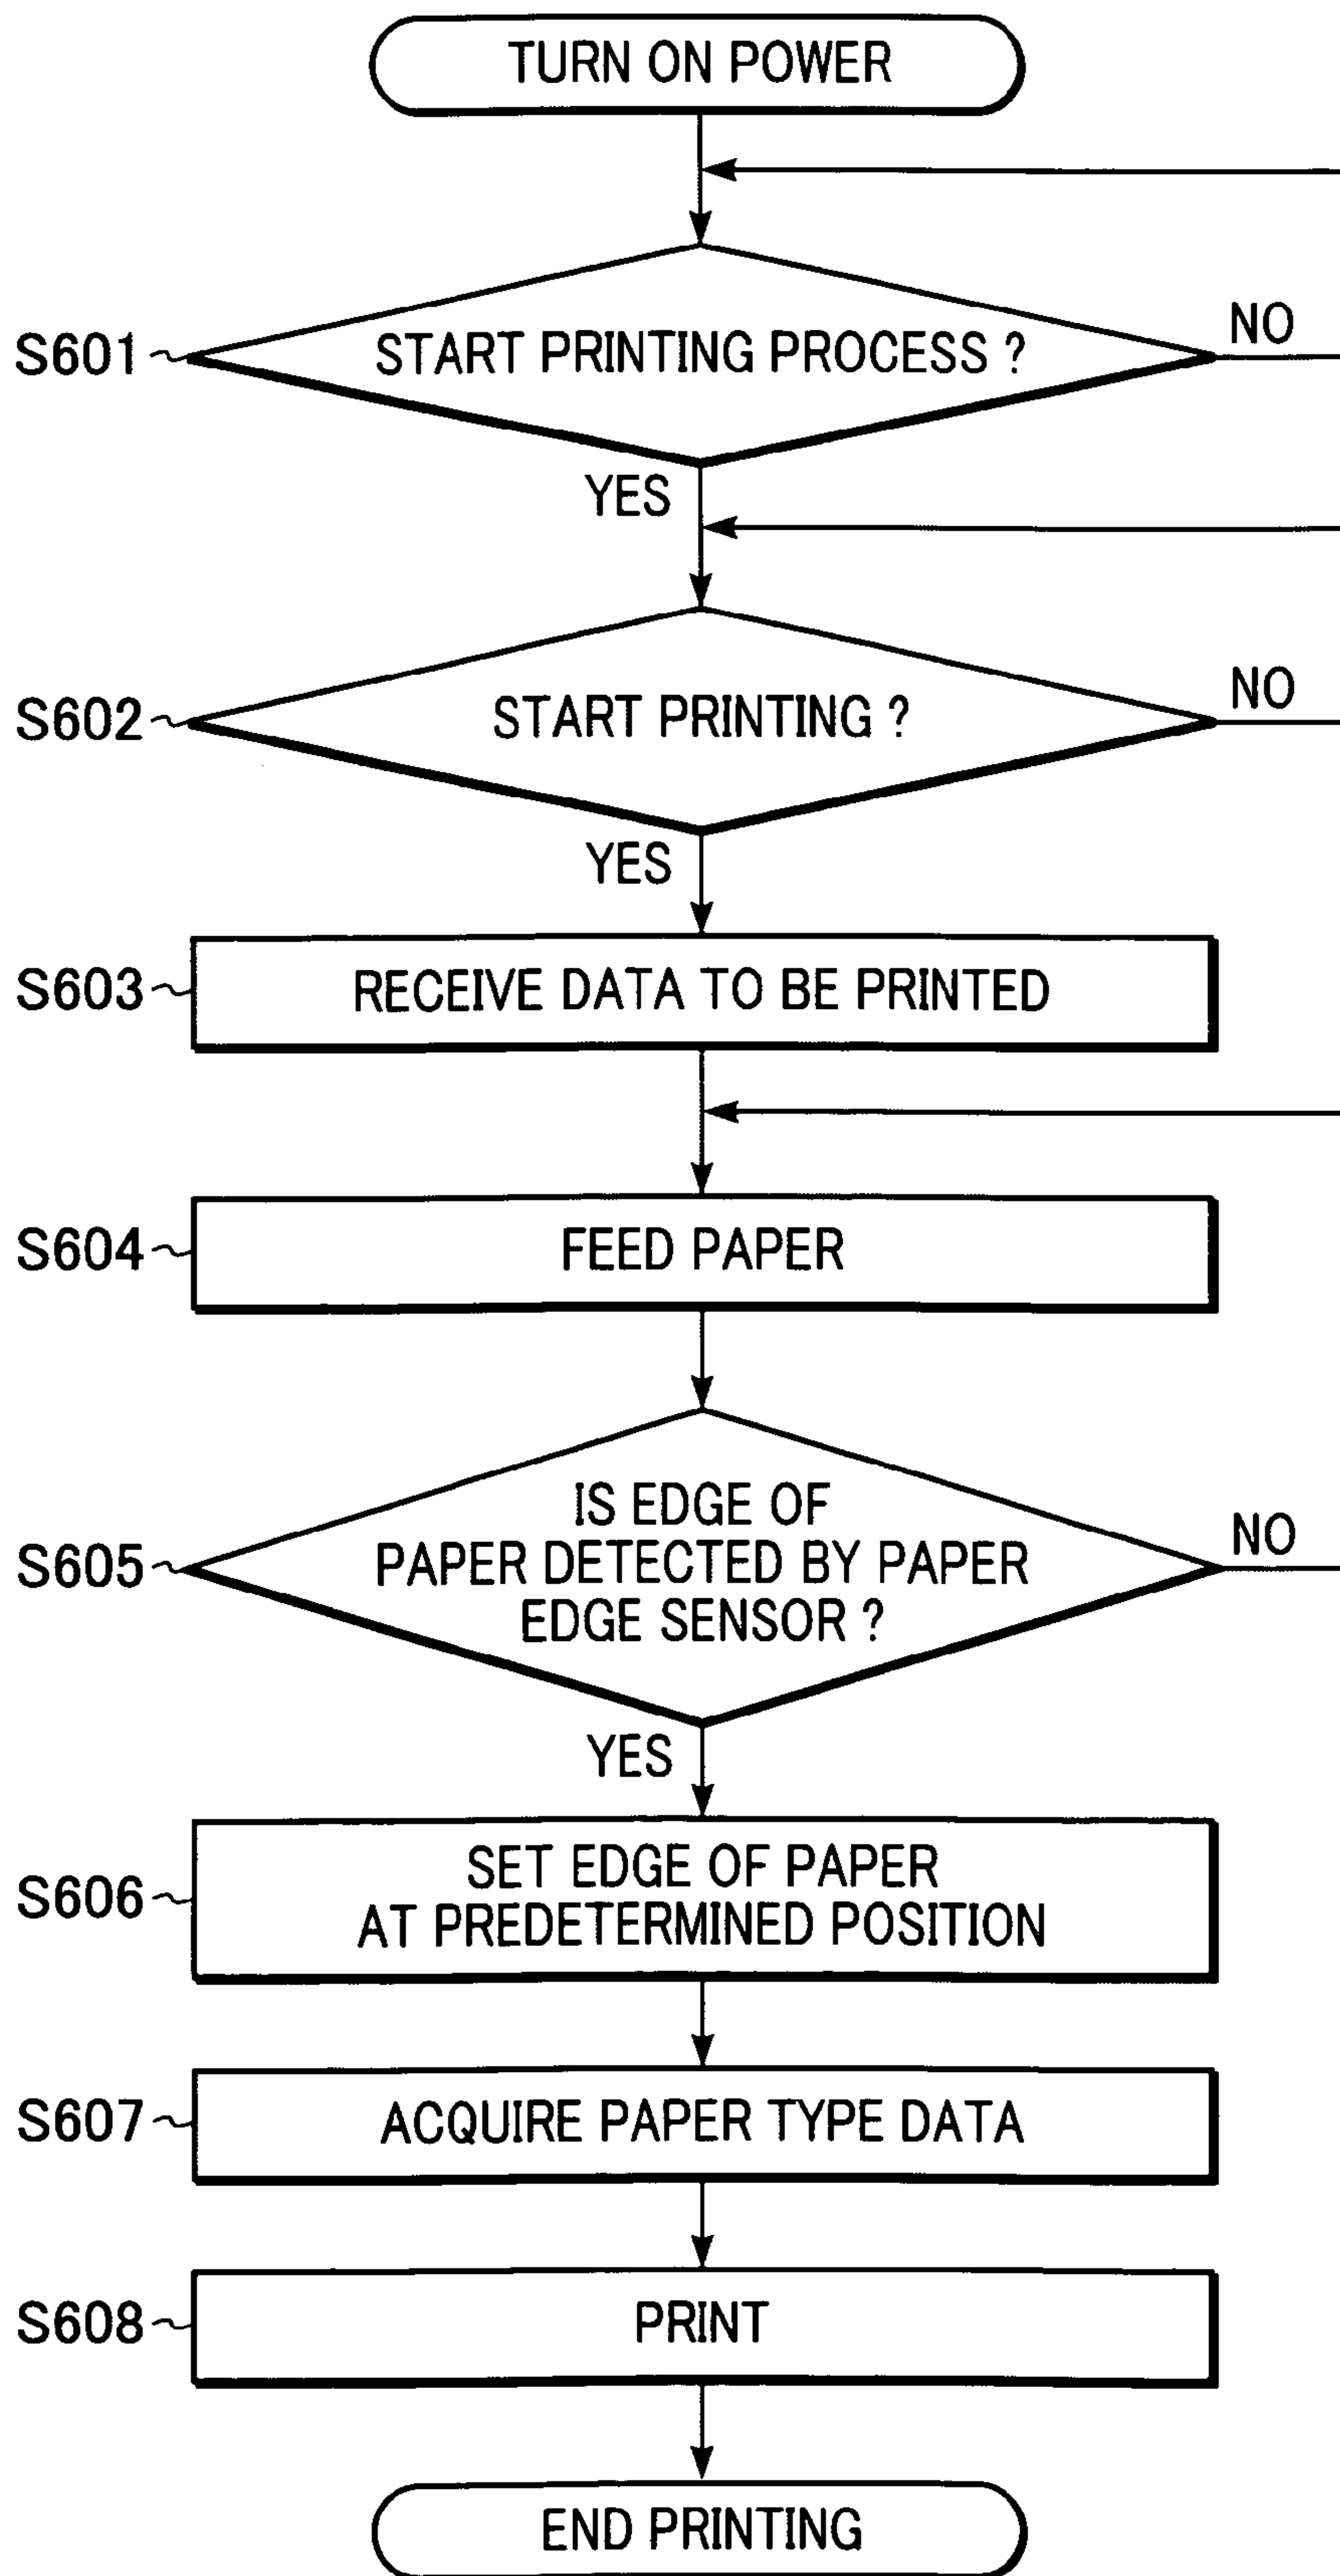 TURN ON POWER
S601
START PRINTING PROCESS ?
NO
YES
S602
START PRINTING ?
NO
YES
S603
RECEIVE DATA TO BE PRINTED
S604
FEED PAPER
S605
IS EDGE OF
PAPER DETECTED BY PAPER
EDGE SENSOR ?
NO
YES
S606
SET EDGE OF PAPER
AT PREDETERMINED POSITION
S607
ACQUIRE PAPER TYPE DATA
S608
PRINT
END PRINTING